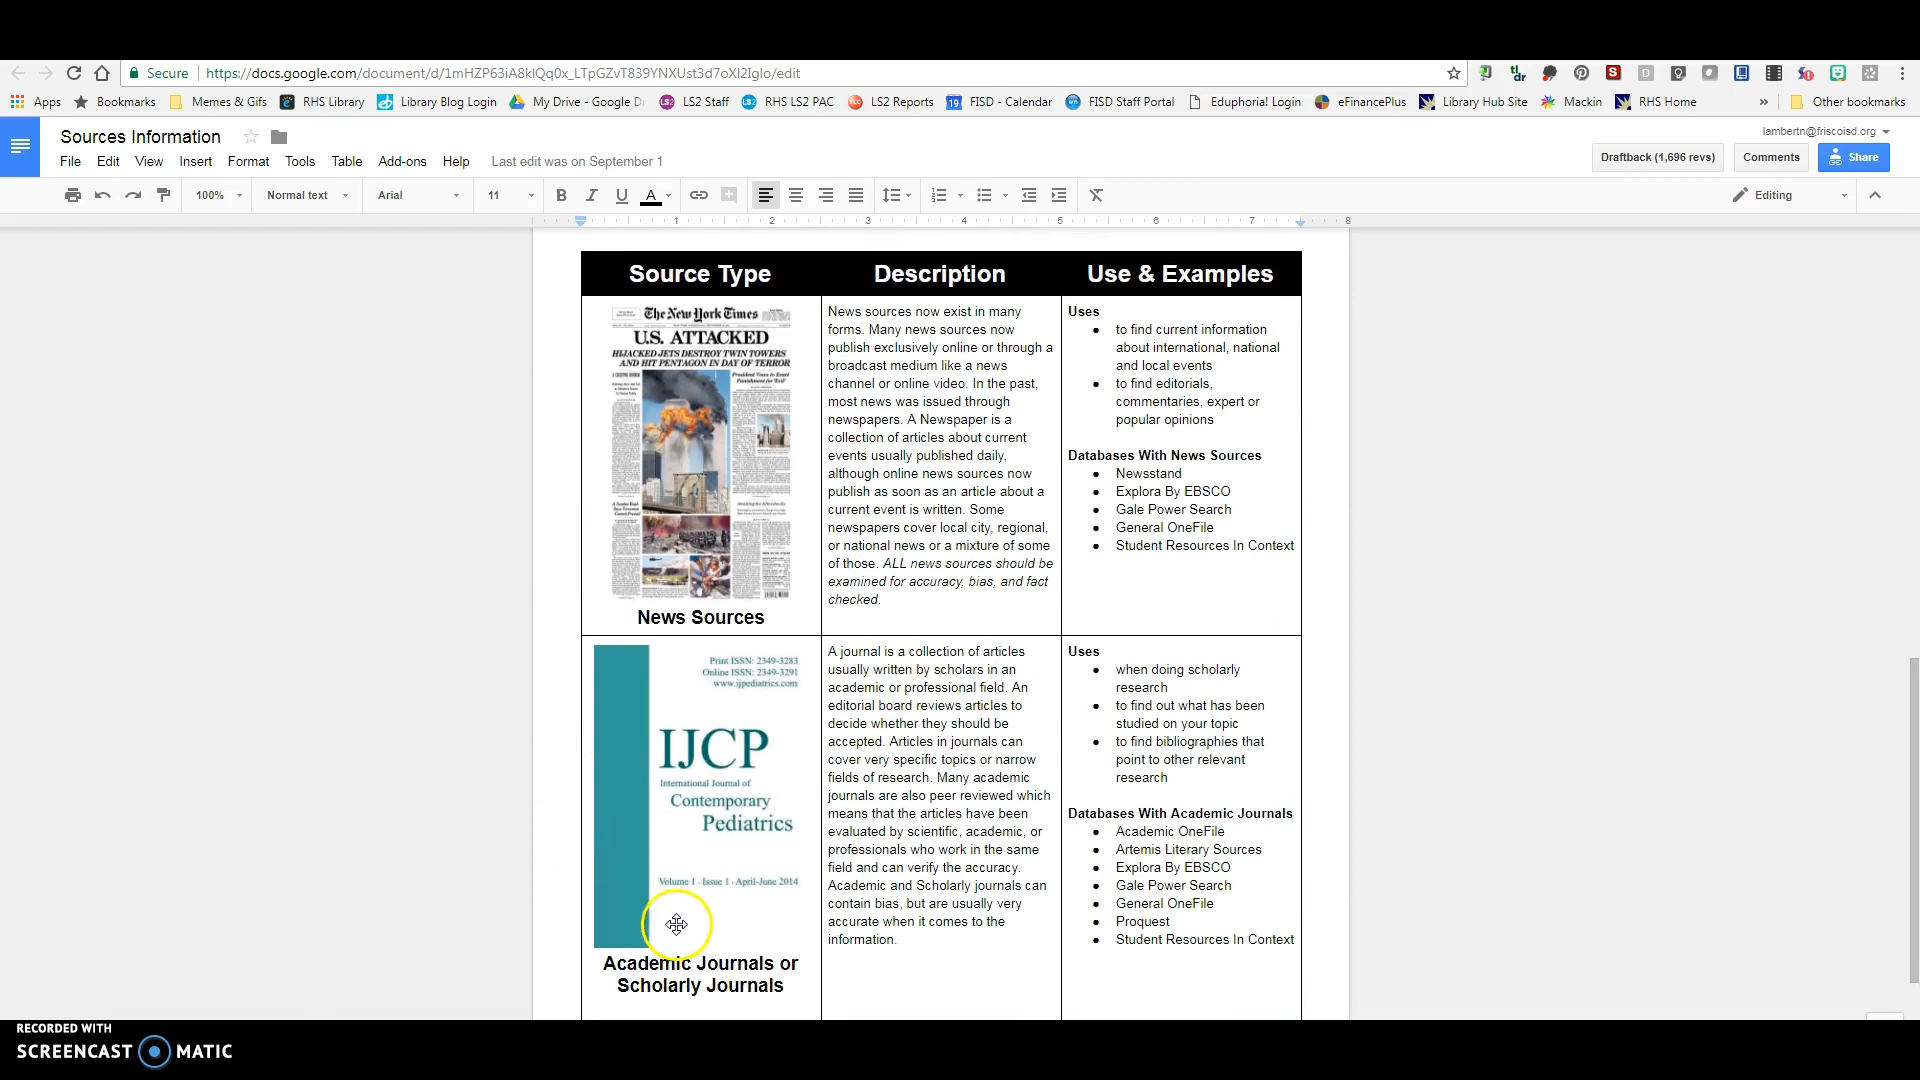 Secure https://docs.google.com/document/d/1mHZP63iA8klQq0x_LTpGZvT839YNXUst3d7oXI2Iglo/edit
Apps Bookmarks Memes & Gifs RHS Library Library Blog Login My Drive - Google D LS2 Staff RHS LS2 PAC LS2 Reports FISD - Calendar FISD Staff Portal Eduphoria! Login eFinancePlus Library Hub Site Mackin RHS Home » Other bookmarks
Sources Information
lambertn@friscoisd.org
File Edit View Insert Format Tools Table Add-ons Help Last edit was on September 1
Draftback (1,696 revs) Comments Share
100% Normal text Arial 11 B I U A Editing
1 2 3 4 5 6 7 8
Source Type Description Use & Examples
The New York Times
U.S. ATTACKED
HIJACKED JETS DESTROY TWIN TOWERS
AND HIT PENTAGON IN DAY OF TERROR
President Vows to Exact
Punishment for 'Evil'
News Sources
News sources now exist in many
forms. Many news sources now
publish exclusively online or through a
broadcast medium like a news
channel or online video. In the past,
most news was issued through
newspapers. A Newspaper is a
collection of articles about current
events usually published daily,
although online news sources now
publish as soon as an article about a
current event is written. Some
newspapers cover local city, regional,
or national news or a mixture of some
of those. ALL news sources should be
examined for accuracy, bias, and fact
checked.
Uses
● to find current information
about international, national
and local events
● to find editorials,
commentaries, expert or
popular opinions
Databases With News Sources
● Newsstand
● Explora By EBSCO
● Gale Power Search
● General OneFile
● Student Resources In Context
Print ISSN: 2349-3283
Online ISSN: 2349-3291
www.ijpediatrics.com
IJCP
International Journal of
Contemporary
Pediatrics
Volume 1 - Issue 1 - April-June 2014
Academic Journals or
Scholarly Journals
A journal is a collection of articles
usually written by scholars in an
academic or professional field. An
editorial board reviews articles to
decide whether they should be
accepted. Articles in journals can
cover very specific topics or narrow
fields of research. Many academic
journals are also peer reviewed which
means that the articles have been
evaluated by scientific, academic, or
professionals who work in the same
field and can verify the accuracy.
Academic and Scholarly journals can
contain bias, but are usually very
accurate when it comes to the
information.
Uses
● when doing scholarly
research
● to find out what has been
studied on your topic
● to find bibliographies that
point to other relevant
research
Databases With Academic Journals
● Academic OneFile
● Artemis Literary Sources
● Explora By EBSCO
● Gale Power Search
● General OneFile
● Proquest
● Student Resources In Context
RECORDED WITH
SCREENCAST MATIC